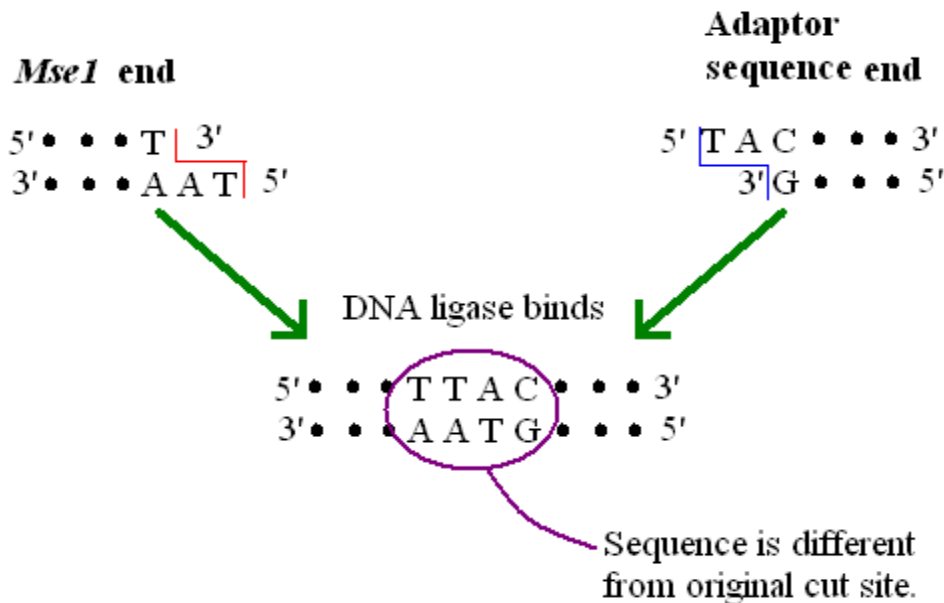 Mse1 end
5' • • • T 3'
3' • • • A A T 5'
Adaptor
sequence end
5' T A C • • • 3'
3' G • • • 5'
DNA ligase binds
5' • • • T T A C • • • 3'
3' • • • A A T G • • • 5'
Sequence is different
from original cut site.